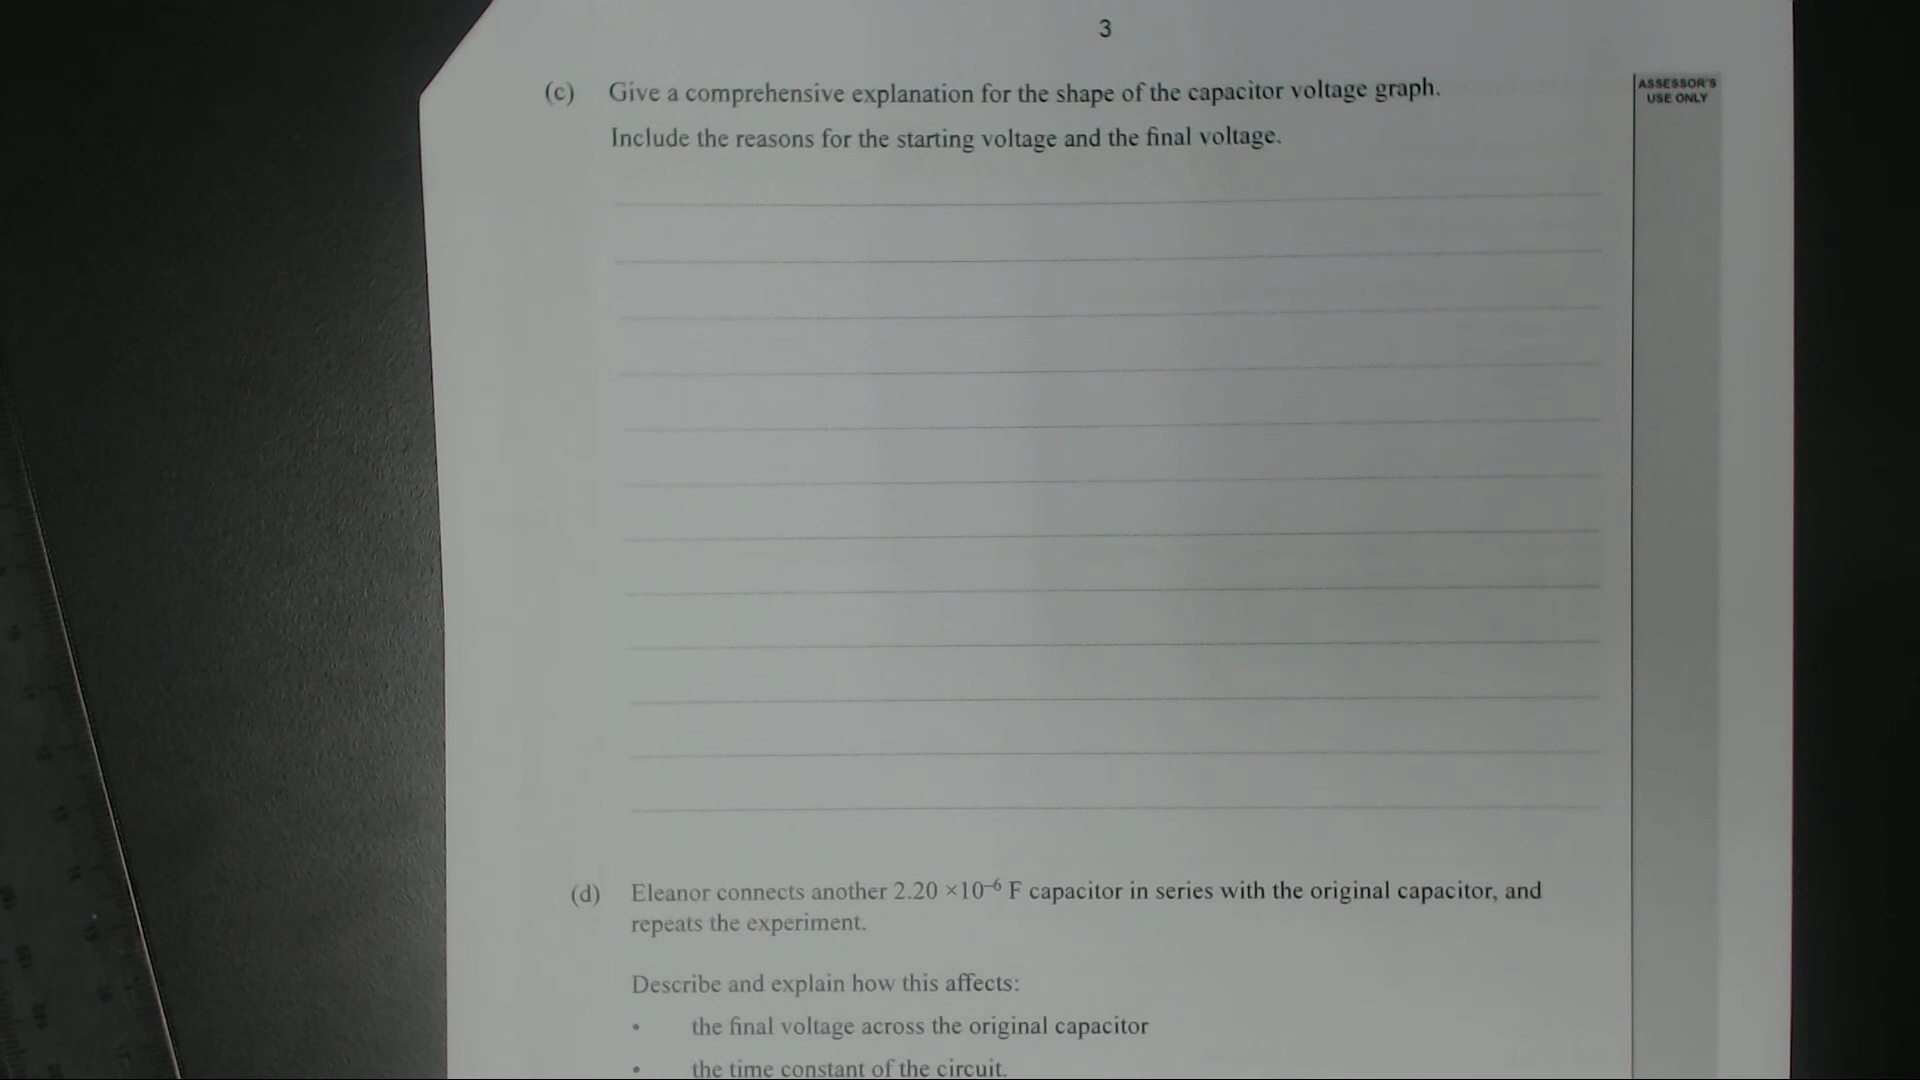 3
(c) Give a comprehensive explanation for the shape of the capacitor voltage graph.
ASSESSOR'S
USE ONLY
Include the reasons for the starting voltage and the final voltage.
(d) Eleanor connects another 2.20 ×10⁻⁶ F capacitor in series with the original capacitor, and
repeats the experiment.
Describe and explain how this affects:
• the final voltage across the original capacitor
• the time constant of the circuit.